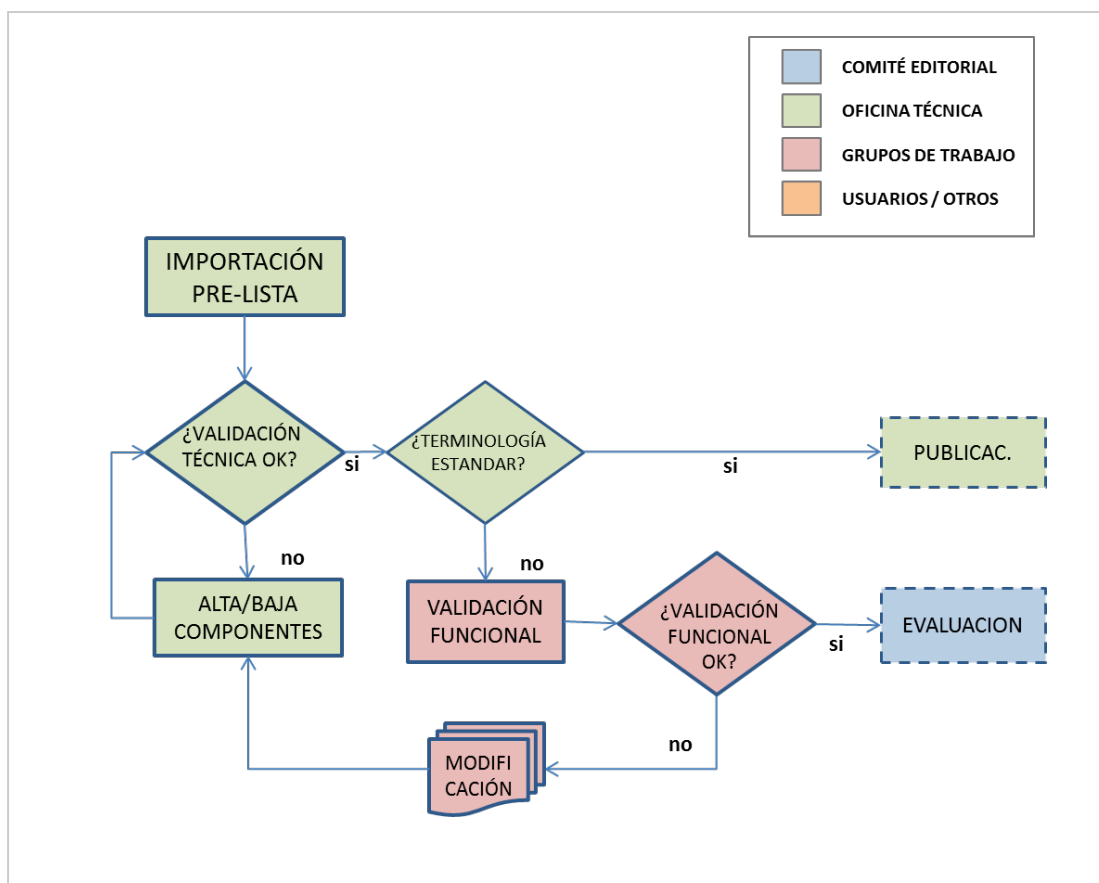 COMITÉ EDITORIAL
OFICINA TÉCNICA
GRUPOS DE TRABAJO
USUARIOS / OTROS
IMPORTACIÓN
PRE-LISTA
¿VALIDACIÓN
TÉCNICA OK?
si
¿TERMINOLOGÍA
ESTANDAR?
si
PUBLICAC.
no
no
ALTA/BAJA
COMPONENTES
VALIDACIÓN
FUNCIONAL
¿VALIDACIÓN
FUNCIONAL
OK?
si
EVALUACION
no
MODIFI
CACIÓN